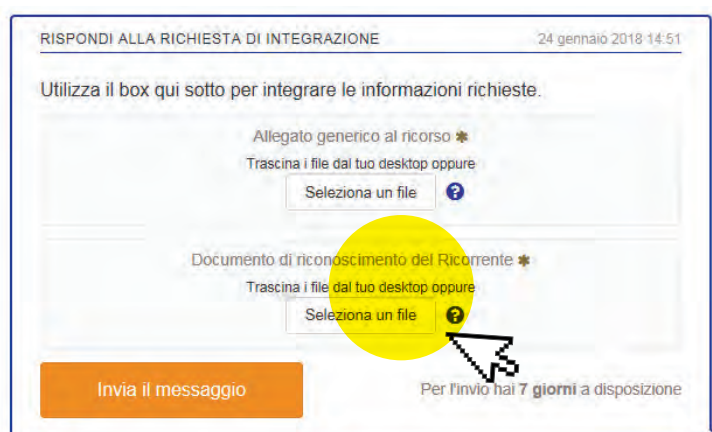 RISPONDI ALLA RICHIESTA DI INTEGRAZIONE 24 gennaio 2018 14:51
Utilizza il box qui sotto per integrare le informazioni richieste.
Allegato generico al ricorso ✱
Trascina i file dal tuo desktop oppure
Seleziona un file ?
Documento di riconoscimento del Ricorrente ✱
Trascina i file dal tuo desktop oppure
Seleziona un file ?
Invia il messaggio Per l'invio hai 7 giorni a disposizione